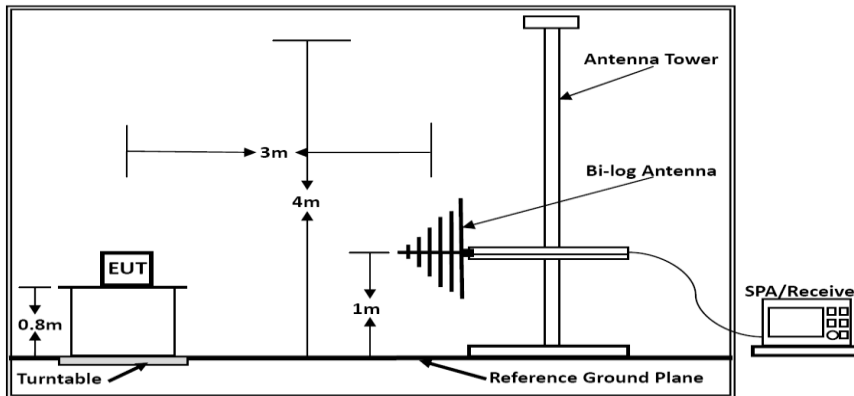 Antenna Tower
3m
Bi-log Antenna
4m
EUT
SPA/Receive
0.8m
1m
Turntable
Reference Ground Plane